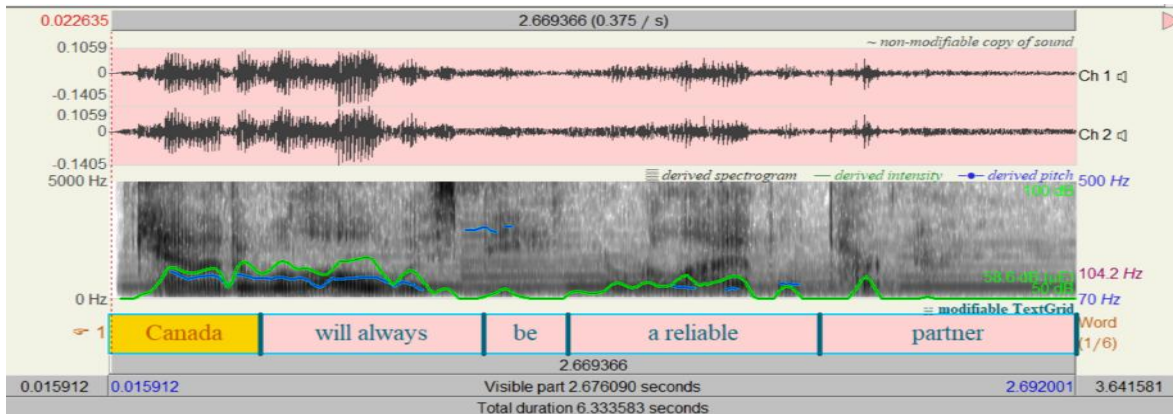 0.022635 2.669366 (0.375 / s)
~ non-modifiable copy of sound
0.1059
0
-0.1405
Ch 1
0.1059
0
-0.1405
Ch 2
5000 Hz derived spectrogram derived intensity derived pitch 500 Hz
100 dB
104.2 Hz
50 dB
0 Hz 70 Hz
modifiable TextGrid
1 Canada will always be a reliable partner Word
(1/6)
2.669366
0.015912 0.015912 Visible part 2.676090 seconds 2.692001 3.641581
Total duration 6.333583 seconds